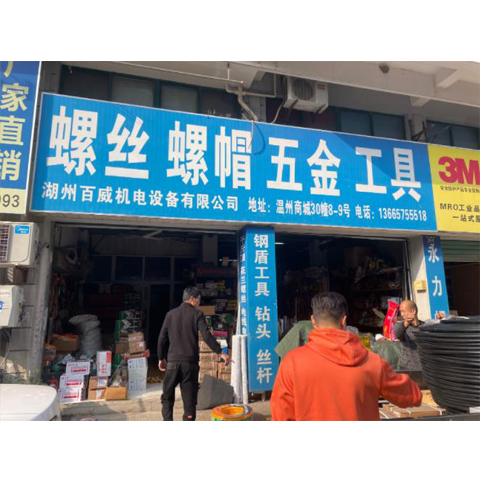 厂家直销
993
螺丝 螺帽 五金 工具
湖州百威机电设备有限公司 地址：温州商城30幢8-9号 电话：13665755618
3M
MRO工业品
一站式
钢盾工具 钻头 丝杆
永力